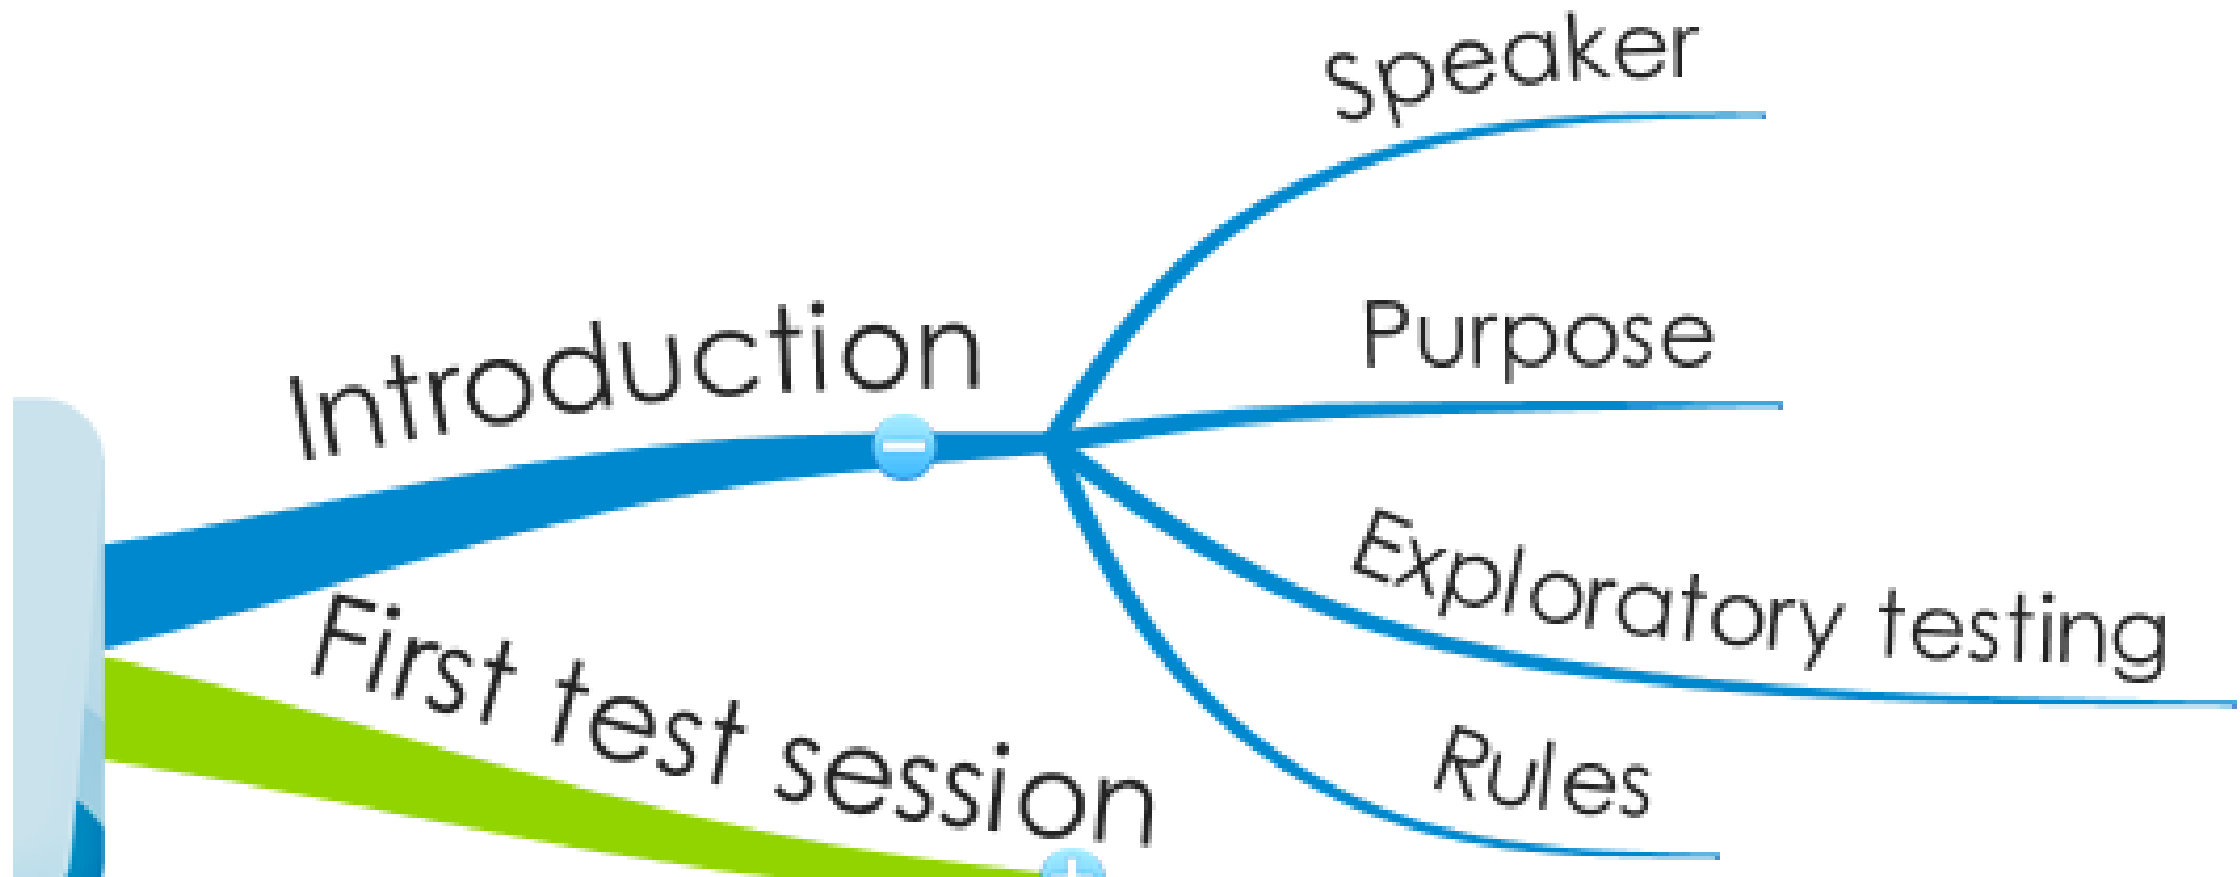 Introduction
Speaker
Purpose
Exploratory testing
Rules
First test session